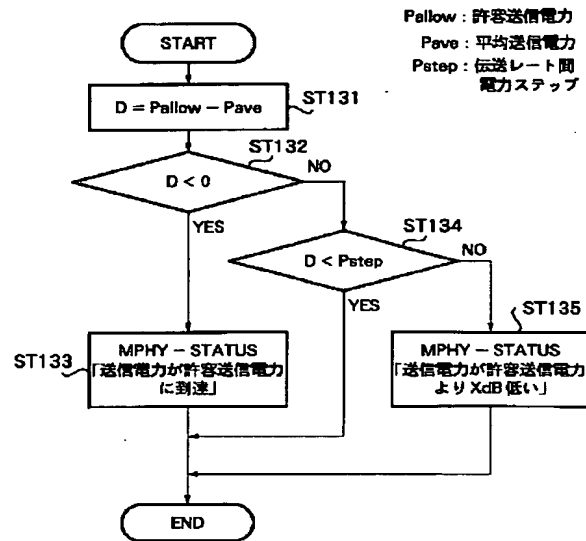 Pallow：許容送信電力
Pave：平均送信電力
Pstep：伝送レート間
電力ステップ
START
ST131
D = Pallow − Pave
ST132
D < 0
NO
YES
ST134
D < Pstep
NO
YES
ST133
MPHY − STATUS
「送信電力が許容送信電力
に到達」
ST135
MPHY − STATUS
「送信電力が許容送信電力
より XdB 低い」
END